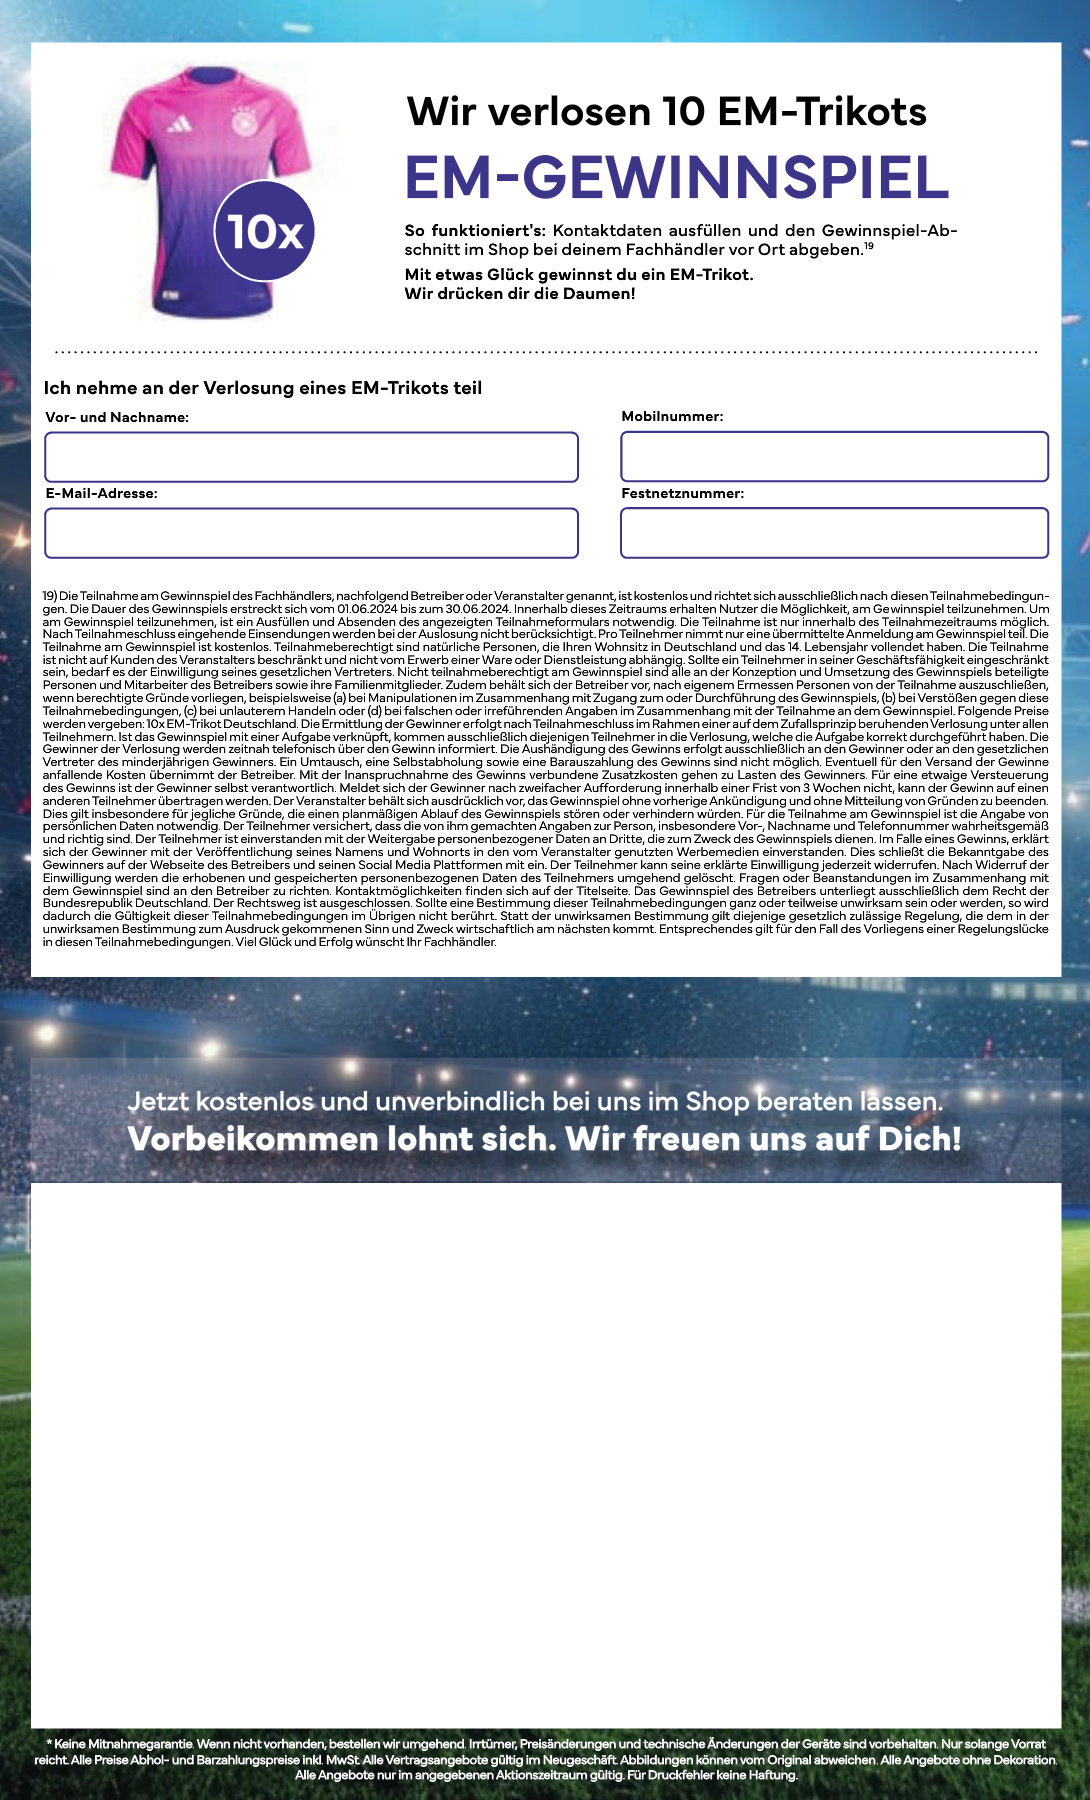 Wir verlosen 10 EM-Trikots
EM-GEWINNSPIEL
10x
So funktioniert's: Kontaktdaten ausfüllen und den Gewinnspiel-Ab-
schnitt im Shop bei deinem Fachhändler vor Ort abgeben.¹⁹
Mit etwas Glück gewinnst du ein EM-Trikot.
Wir drücken dir die Daumen!
Ich nehme an der Verlosung eines EM-Trikots teil
Vor- und Nachname:
Mobilnummer:
E-Mail-Adresse:
Festnetznummer:
19) Die Teilnahme am Gewinnspiel des Fachhändlers, nachfolgend Betreiber oder Veranstalter genannt, ist kostenlos und richtet sich ausschließlich nach diesen Teilnahmebedingun-
gen. Die Dauer des Gewinnspiels erstreckt sich vom 01.06.2024 bis zum 30.06.2024. Innerhalb dieses Zeitraums erhalten Nutzer die Möglichkeit, am Gewinnspiel teilzunehmen. Um
am Gewinnspiel teilzunehmen, ist ein Ausfüllen und Absenden des angezeigten Teilnahmeformulars notwendig. Die Teilnahme ist nur innerhalb des Teilnahmezeitraums möglich.
Nach Teilnahmeschluss eingehende Einsendungen werden bei der Auslosung nicht berücksichtigt. Pro Teilnehmer nimmt nur eine übermittelte Anmeldung am Gewinnspiel teil. Die
Teilnahme am Gewinnspiel ist kostenlos. Teilnahmeberechtigt sind natürliche Personen, die Ihren Wohnsitz in Deutschland und das 14. Lebensjahr vollendet haben. Die Teilnahme
ist nicht auf Kunden des Veranstalters beschränkt und nicht vom Erwerb einer Ware oder Dienstleistung abhängig. Sollte ein Teilnehmer in seiner Geschäftsfähigkeit eingeschränkt
sein, bedarf es der Einwilligung seines gesetzlichen Vertreters. Nicht teilnahmeberechtigt am Gewinnspiel sind alle an der Konzeption und Umsetzung des Gewinnspiels beteiligte
Personen und Mitarbeiter des Betreibers sowie ihre Familienmitglieder. Zudem behält sich der Betreiber vor, nach eigenem Ermessen Personen von der Teilnahme auszuschließen,
wenn berechtigte Gründe vorliegen, beispielsweise (a) bei Manipulationen im Zusammenhang mit Zugang zum oder Durchführung des Gewinnspiels, (b) bei Verstößen gegen diese
Teilnahmebedingungen, (c) bei unlauterem Handeln oder (d) bei falschen oder irreführenden Angaben im Zusammenhang mit der Teilnahme an dem Gewinnspiel. Folgende Preise
werden vergeben: 10x EM-Trikot Deutschland. Die Ermittlung der Gewinner erfolgt nach Teilnahmeschluss im Rahmen einer auf dem Zufallsprinzip beruhenden Verlosung unter allen
Teilnehmern. Ist das Gewinnspiel mit einer Aufgabe verknüpft, kommen ausschließlich diejenigen Teilnehmer in die Verlosung, welche die Aufgabe korrekt durchgeführt haben. Die
Gewinner der Verlosung werden zeitnah telefonisch über den Gewinn informiert. Die Aushändigung des Gewinns erfolgt ausschließlich an den Gewinner oder an den gesetzlichen
Vertreter des minderjährigen Gewinners. Ein Umtausch, eine Selbstabholung sowie eine Barauszahlung des Gewinns sind nicht möglich. Eventuell für den Versand der Gewinne
anfallende Kosten übernimmt der Betreiber. Mit der Inanspruchnahme des Gewinns verbundene Zusatzkosten gehen zu Lasten des Gewinners. Für eine etwaige Versteuerung
des Gewinns ist der Gewinner selbst verantwortlich. Meldet sich der Gewinner nach zweifacher Aufforderung innerhalb einer Frist von 3 Wochen nicht, kann der Gewinn auf einen
anderen Teilnehmer übertragen werden. Der Veranstalter behält sich ausdrücklich vor, das Gewinnspiel ohne vorherige Ankündigung und ohne Mitteilung von Gründen zu beenden.
Dies gilt insbesondere für jegliche Gründe, die einen planmäßigen Ablauf des Gewinnspiels stören oder verhindern würden. Für die Teilnahme am Gewinnspiel ist die Angabe von
persönlichen Daten notwendig. Der Teilnehmer versichert, dass die von ihm gemachten Angaben zur Person, insbesondere Vor-, Nachname und Telefonnummer wahrheitsgemäß
und richtig sind. Der Teilnehmer ist einverstanden mit der Weitergabe personenbezogener Daten an Dritte, die zum Zweck des Gewinnspiels dienen. Im Falle eines Gewinns, erklärt
sich der Gewinner mit der Veröffentlichung seines Namens und Wohnorts in den vom Veranstalter genutzten Werbemedien einverstanden. Dies schließt die Bekanntgabe des
Gewinners auf der Webseite des Betreibers und seinen Social Media Plattformen mit ein. Der Teilnehmer kann seine erklärte Einwilligung jederzeit widerrufen. Nach Widerruf der
Einwilligung werden die erhobenen und gespeicherten personenbezogenen Daten des Teilnehmers umgehend gelöscht. Fragen oder Beanstandungen im Zusammenhang mit
dem Gewinnspiel sind an den Betreiber zu richten. Kontaktmöglichkeiten finden sich auf der Titelseite. Das Gewinnspiel des Betreibers unterliegt ausschließlich dem Recht der
Bundesrepublik Deutschland. Der Rechtsweg ist ausgeschlossen. Sollte eine Bestimmung dieser Teilnahmebedingungen ganz oder teilweise unwirksam sein oder werden, so wird
dadurch die Gültigkeit dieser Teilnahmebedingungen im Übrigen nicht berührt. Statt der unwirksamen Bestimmung gilt diejenige gesetzlich zulässige Regelung, die dem in der
unwirksamen Bestimmung zum Ausdruck gekommenen Sinn und Zweck wirtschaftlich am nächsten kommt. Entsprechendes gilt für den Fall des Vorliegens einer Regelungslücke
in diesen Teilnahmebedingungen. Viel Glück und Erfolg wünscht Ihr Fachhändler.
Jetzt kostenlos und unverbindlich bei uns im Shop beraten lassen.
Vorbeikommen lohnt sich. Wir freuen uns auf Dich!
* Keine Mitnahmegarantie. Wenn nicht vorhanden, bestellen wir umgehend. Irrtümer, Preisänderungen und technische Änderungen der Geräte sind vorbehalten. Nur solange Vorrat
reicht. Alle Preise Abhol- und Barzahlungspreise inkl. MwSt. Alle Vertragsangebote gültig im Neugeschäft. Abbildungen können vom Original abweichen. Alle Angebote ohne Dekoration.
Alle Angebote nur im angegebenen Aktionszeitraum gültig. Für Druckfehler keine Haftung.